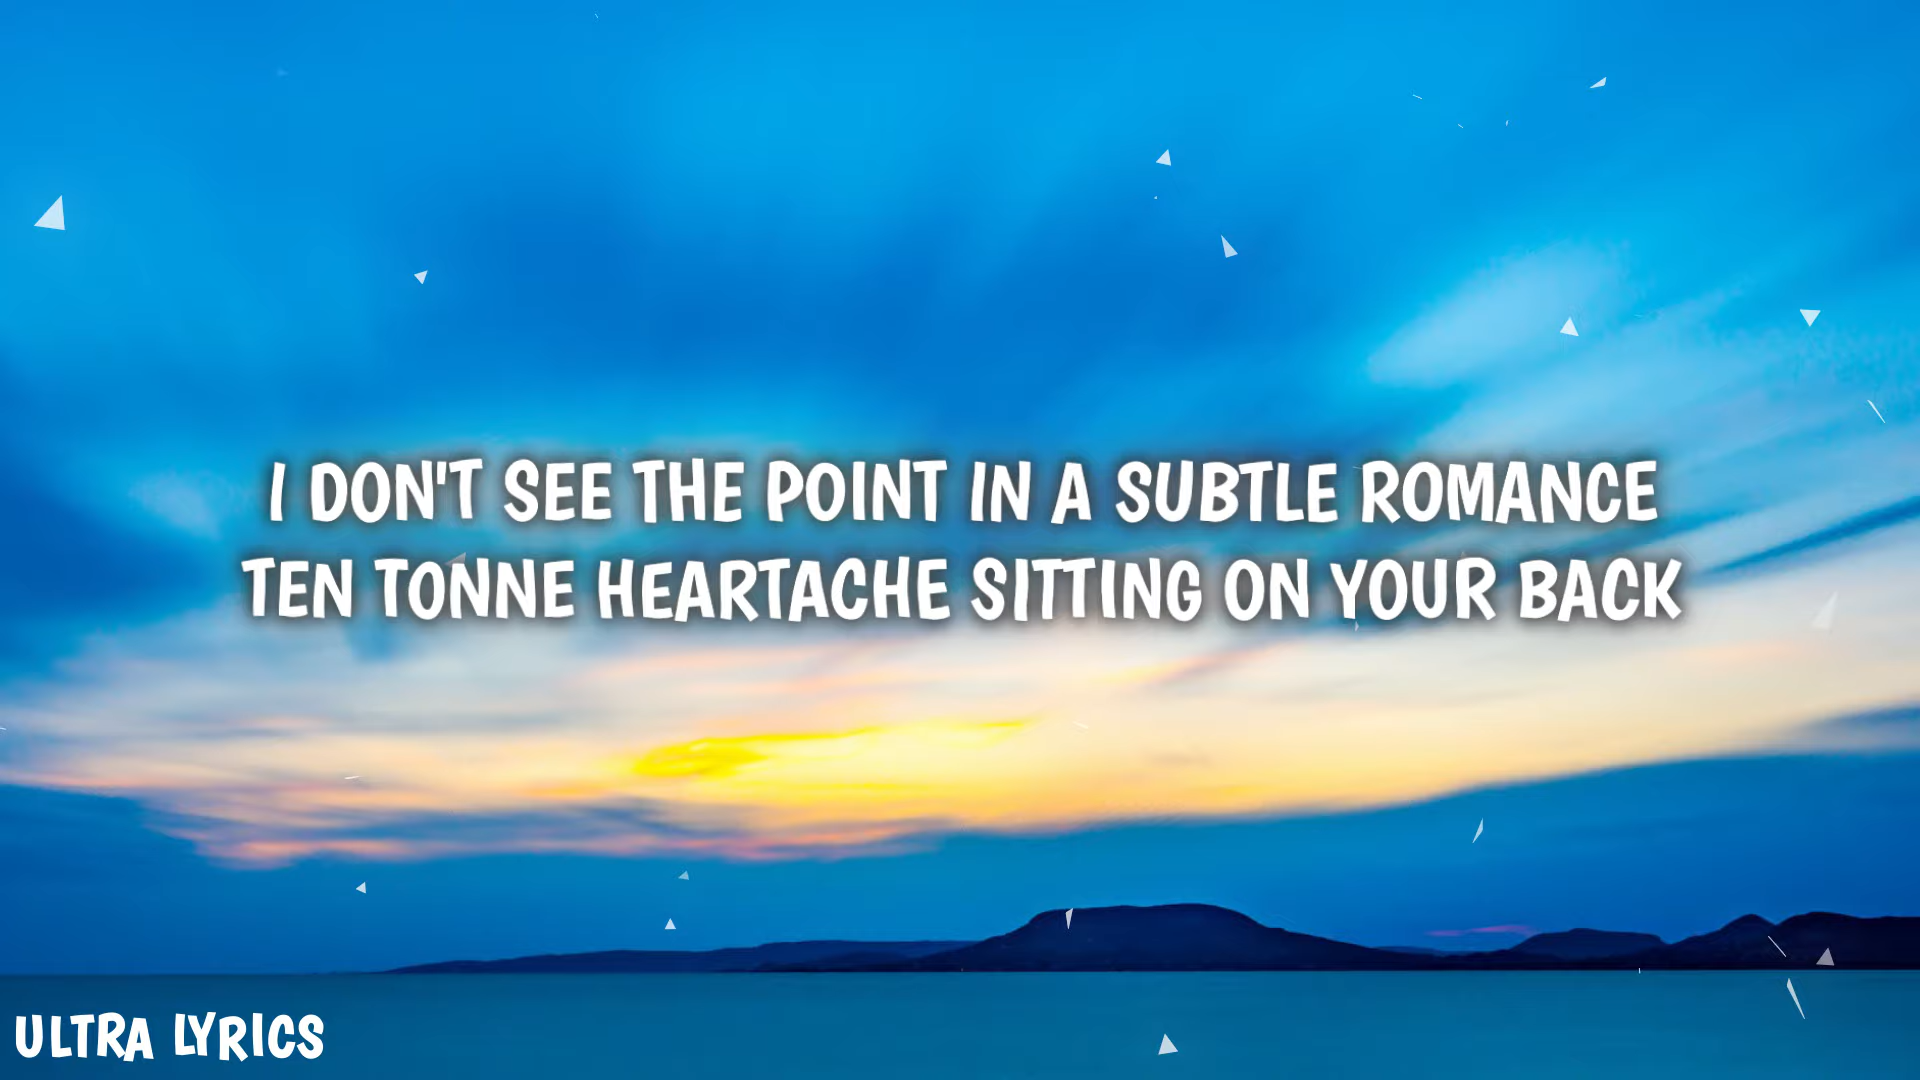 I DON'T SEE THE POINT IN A SUBTLE ROMANCE
TEN TONNE HEARTACHE SITTING ON YOUR BACK
ULTRA LYRICS